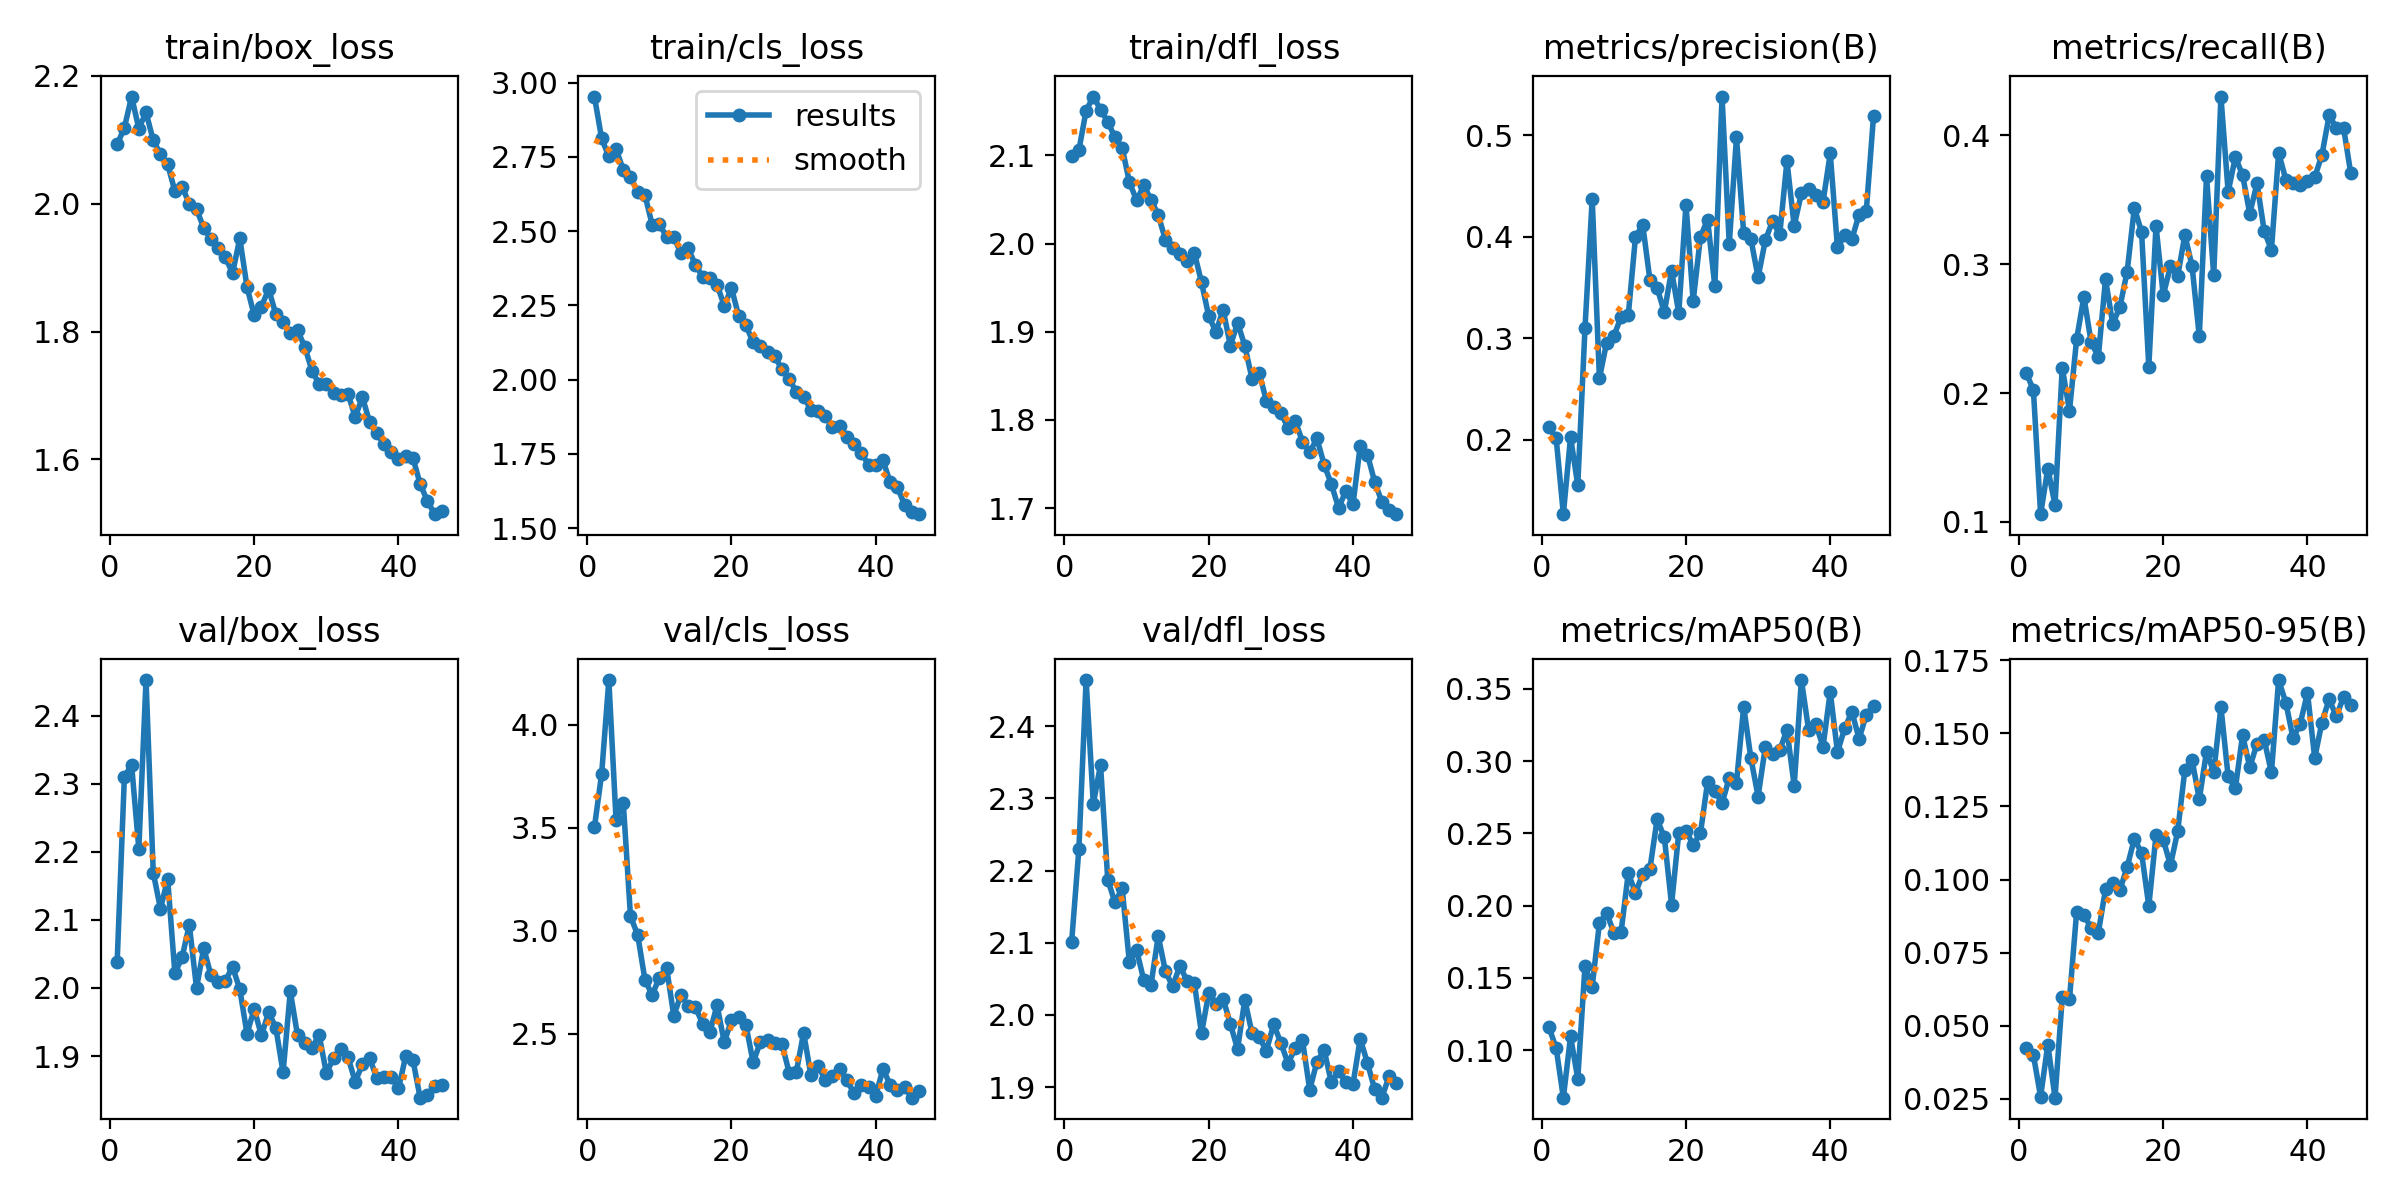 train/box_loss
2.2
2.0
1.8
1.6
0 20 40
train/cls_loss
results
smooth
3.00
2.75
2.50
2.25
2.00
1.75
1.50
0 20 40
train/dfl_loss
2.1
2.0
1.9
1.8
1.7
0 20 40
metrics/precision(B)
0.5
0.4
0.3
0.2
0 20 40
metrics/recall(B)
0.4
0.3
0.2
0.1
0 20 40
val/box_loss
2.4
2.3
2.2
2.1
2.0
1.9
0 20 40
val/cls_loss
4.0
3.5
3.0
2.5
0 20 40
val/dfl_loss
2.4
2.3
2.2
2.1
2.0
1.9
0 20 40
metrics/mAP50(B)
0.35
0.30
0.25
0.20
0.15
0.10
0 20 40
metrics/mAP50-95(B)
0.175
0.150
0.125
0.100
0.075
0.050
0.025
0 20 40